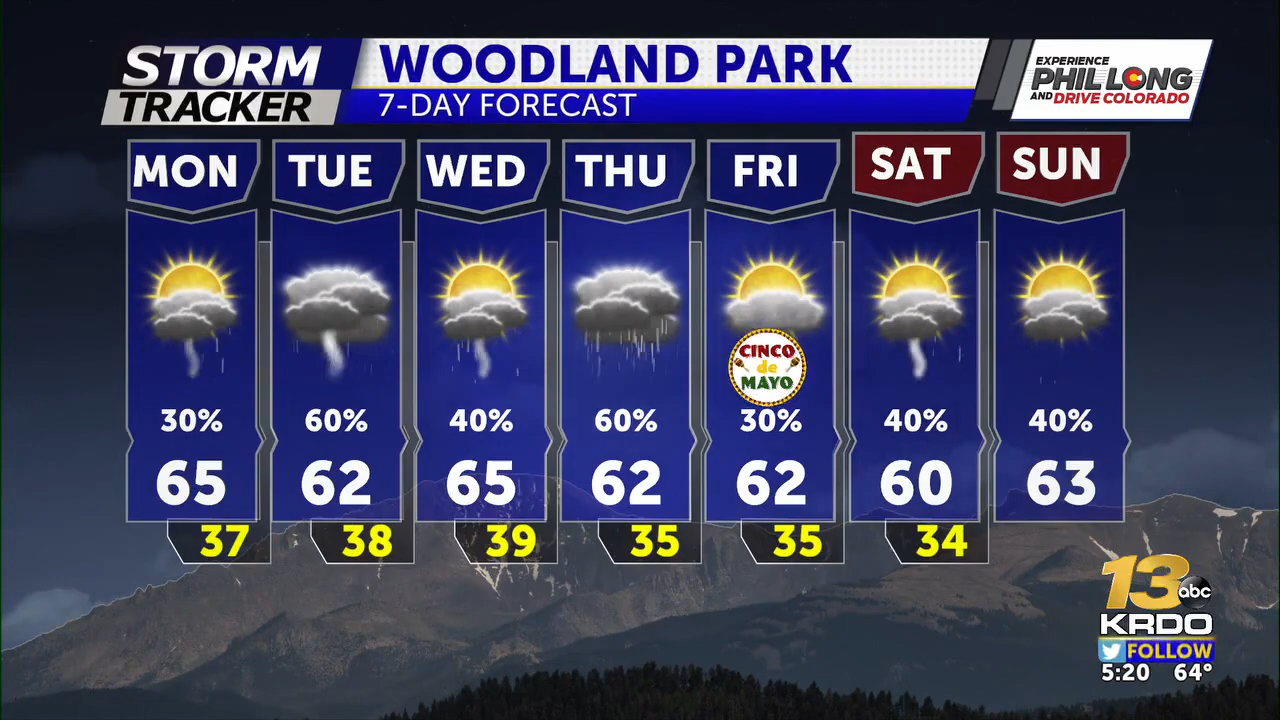 STORM
TRACKER
WOODLAND PARK
7-DAY FORECAST
EXPERIENCE
PHIL LONG
AND DRIVE COLORADO
MON TUE WED THU FRI SAT SUN
CINCO
de
MAYO
30% 60% 40% 60% 30% 40% 40%
65 62 65 62 62 60 63
37 38 39 35 35 34
13 abc
KRDO
FOLLOW
5:20 64°